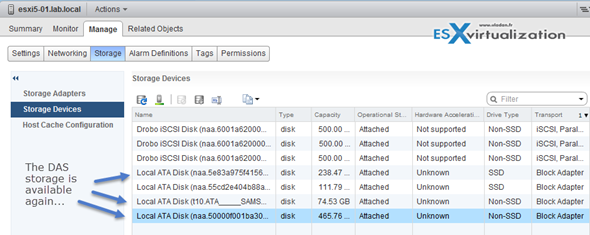 esxi5-01.lab.local Actions
Summary Monitor Manage Related Objects
www.vladan.fr
ESX virtualization
Settings Networking Storage Alarm Definitions Tags Permissions
Storage Adapters
Storage Devices
Host Cache Configuration
The DAS
storage is
available
again...
Storage Devices
Filter
Name Type Capacity Operational St... Hardware Accelerati... Drive Type Transport 1
Drobo iSCSI Disk (naa.6001a62000... disk 500.00 ... Attached Not supported Non-SSD iSCSI, Paral...
Drobo iSCSI Disk (naa.6001a62000... disk 500.00 ... Attached Not supported Non-SSD iSCSI, Paral...
Drobo iSCSI Disk (naa.6001a62000... disk 500.00 ... Attached Not supported Non-SSD iSCSI, Paral...
Local ATA Disk (naa.5e83a975f4156... disk 238.47 ... Attached Unknown SSD Block Adapter
Local ATA Disk (naa.55cd2e404b88a... disk 111.79 ... Attached Unknown SSD Block Adapter
Local ATA Disk (t10.ATA_____SAMS... disk 74.53 GB Attached Unknown Non-SSD Block Adapter
Local ATA Disk (naa.50000f001ba30... disk 465.76 ... Attached Unknown Non-SSD Block Adapter